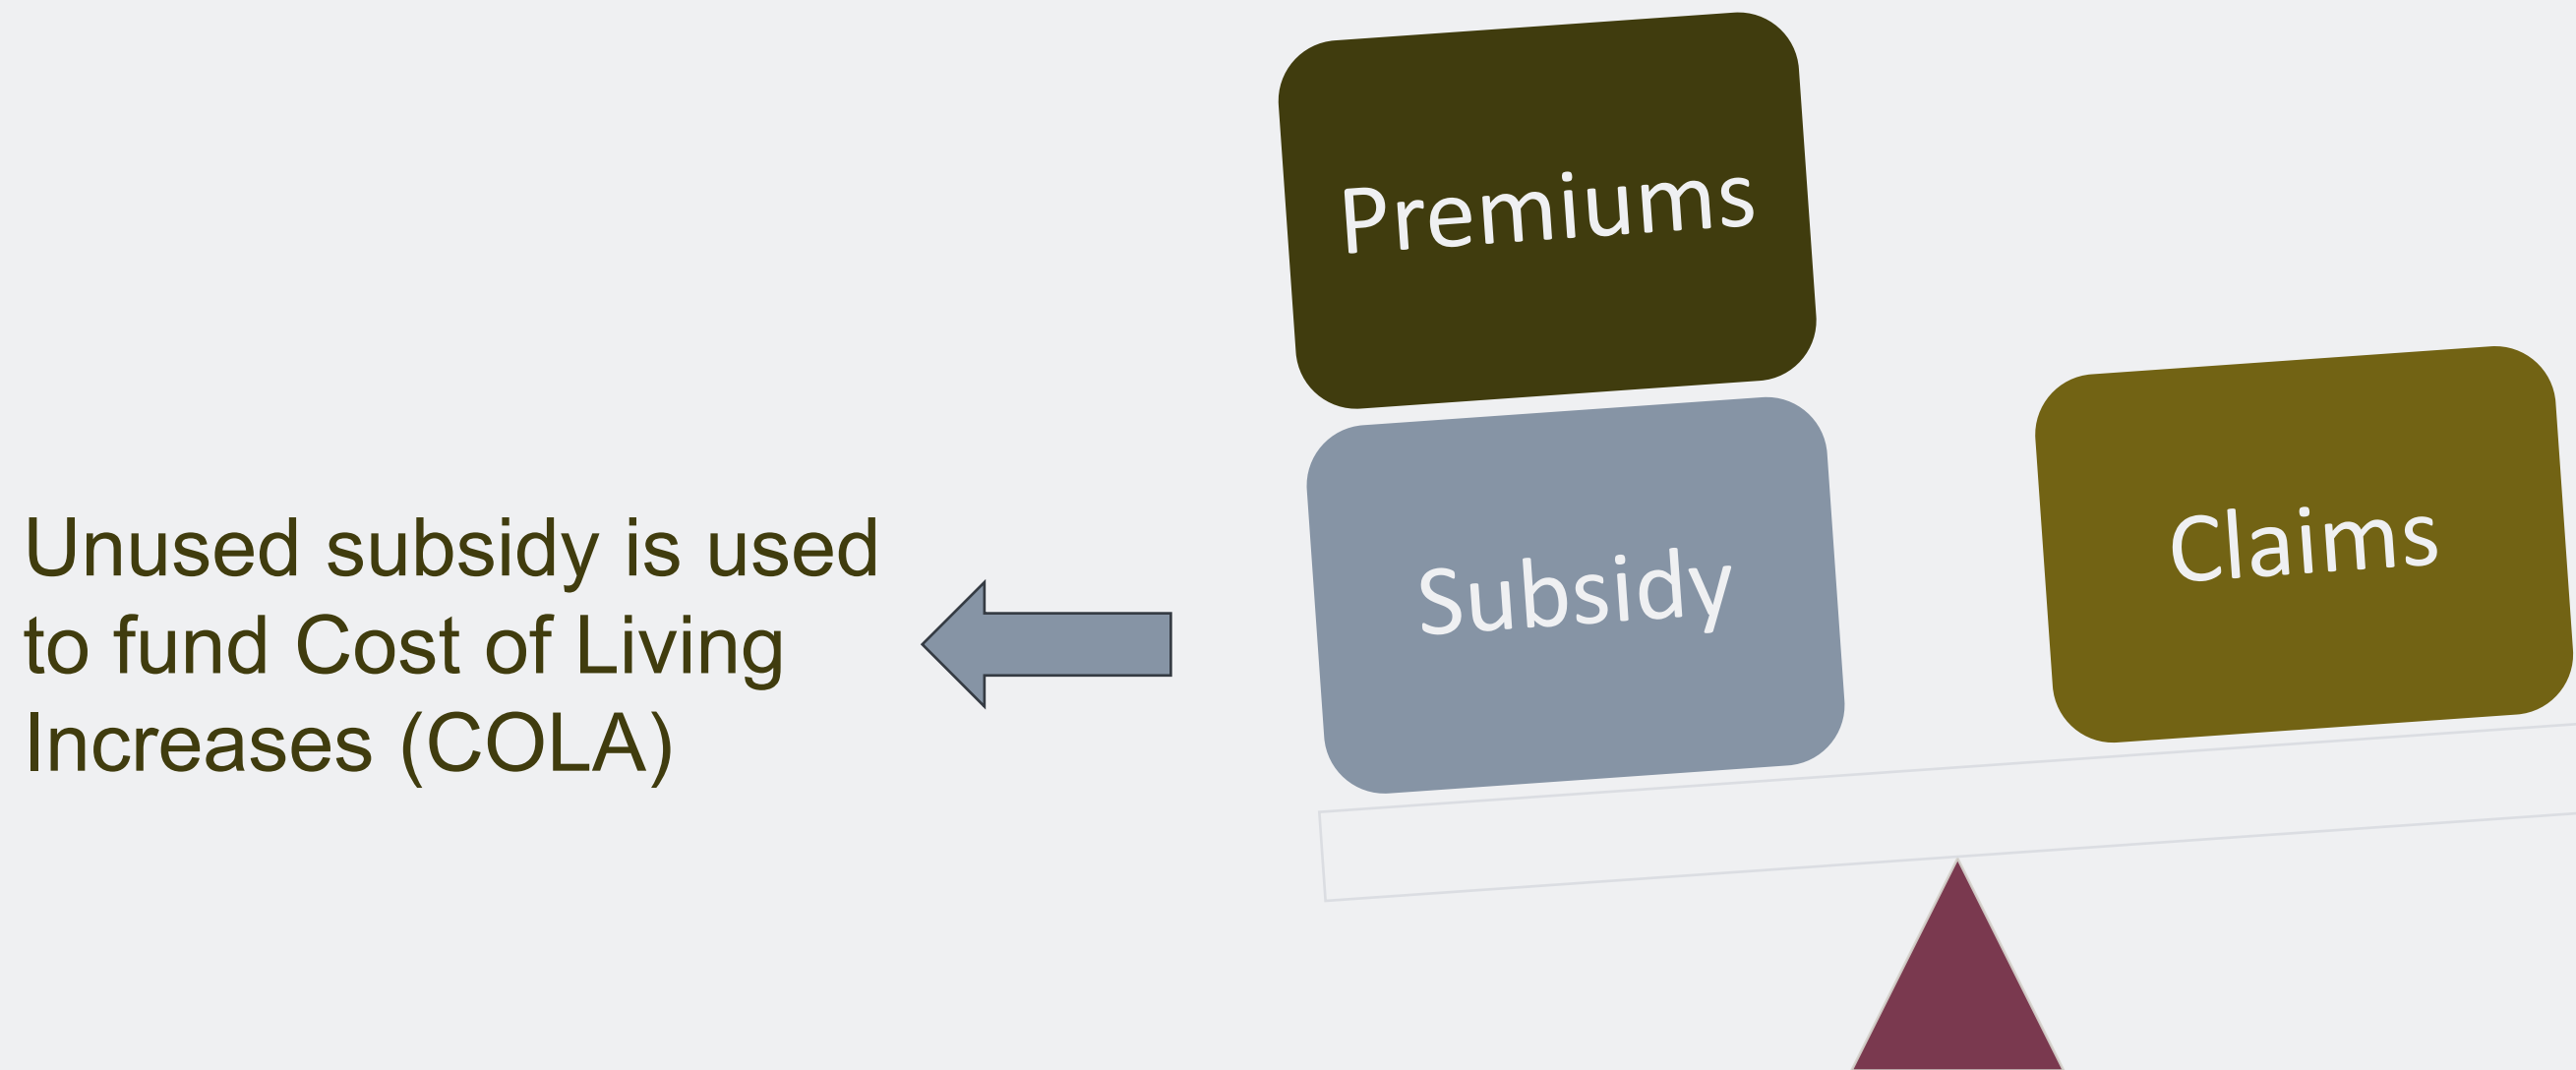 Premiums
Subsidy
Claims
Unused subsidy is used
to fund Cost of Living
Increases (COLA)